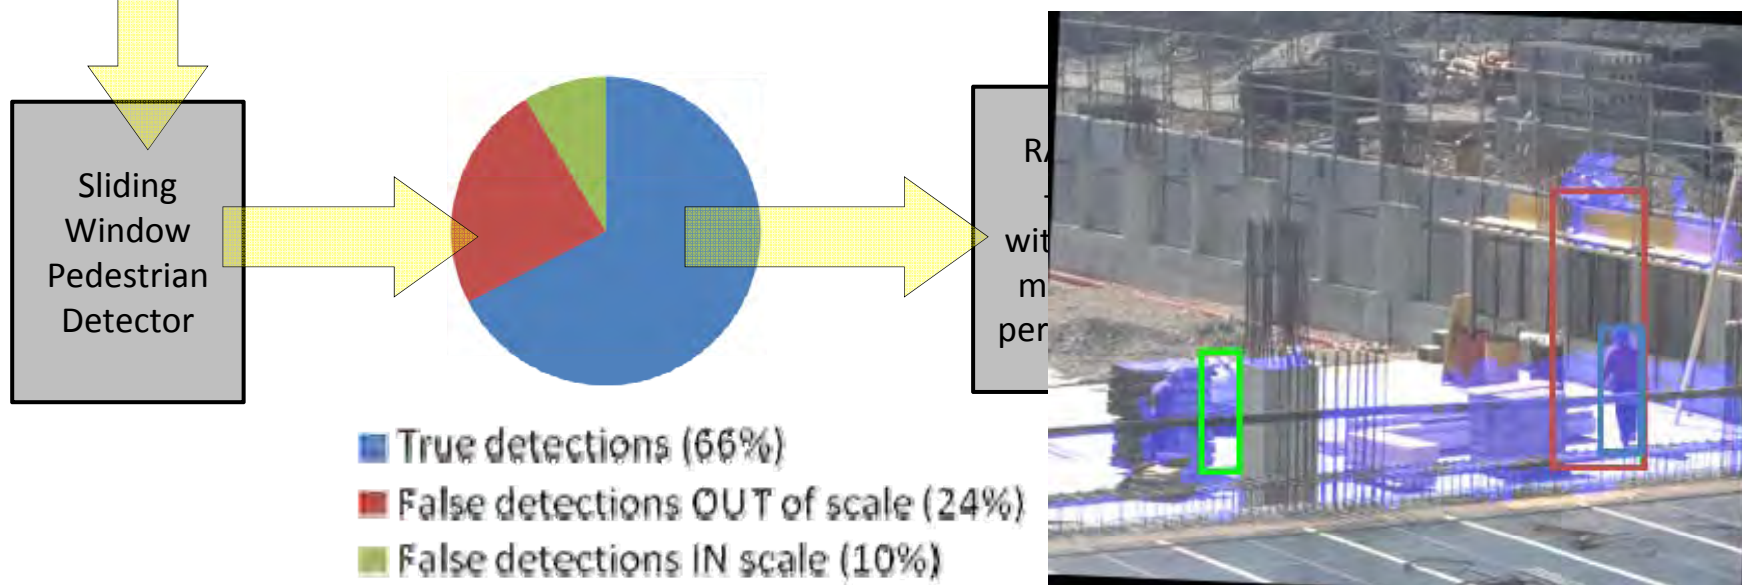 Sliding
Window
Pedestrian
Detector
True detections (66%)
False detections OUT of scale (24%)
False detections IN scale (10%)